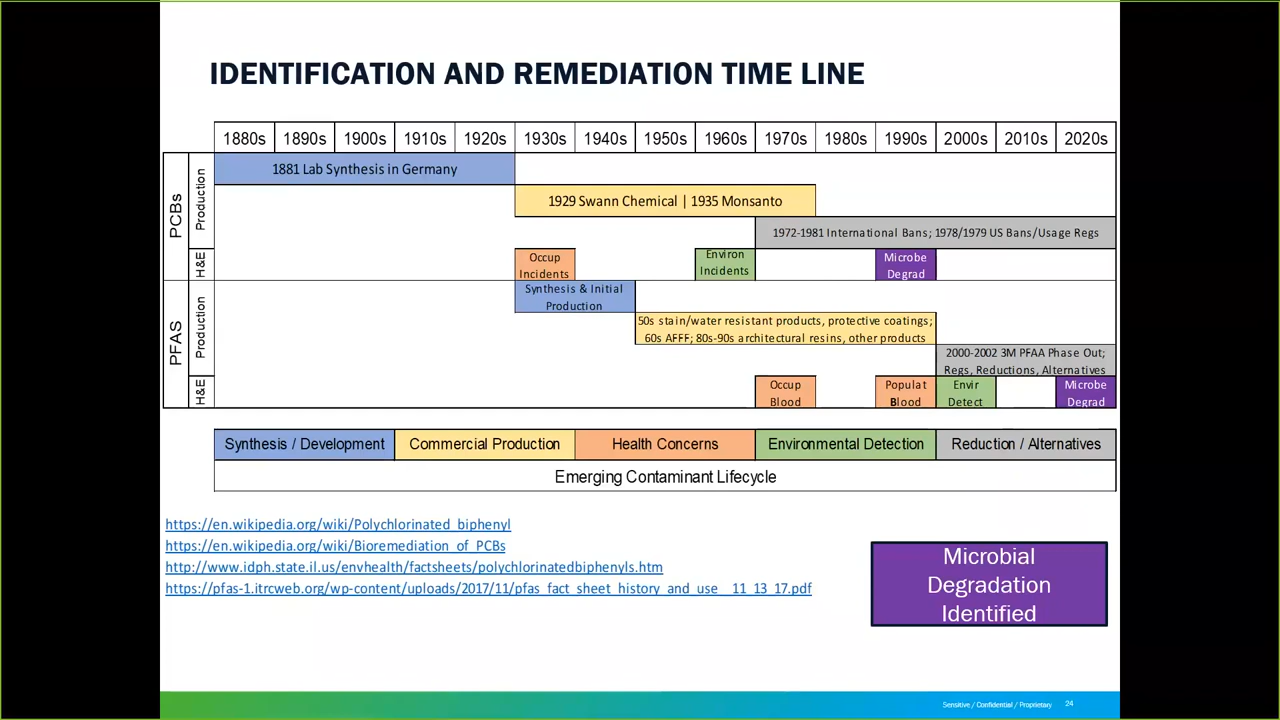 IDENTIFICATION AND REMEDIATION TIME LINE
1880s 1890s 1900s 1910s 1920s 1930s 1940s 1950s 1960s 1970s 1980s 1990s 2000s 2010s 2020s
PCBs
Production
1881 Lab Synthesis in Germany
1929 Swann Chemical | 1935 Monsanto
1972-1981 International Bans; 1978/1979 US Bans/Usage Regs
H&E
Occup
Incidents
Environ
Incidents
Microbe
Degrad
PFAS
Production
Synthesis & Initial
Production
50s stain/water resistant products, protective coatings;
60s AFFF; 80s-90s architectural resins, other products
2000-2002 3M PFAA Phase Out;
Regs, Reductions, Alternatives
H&E
Occup
Blood
Populat
Blood
Envir
Detect
Microbe
Degrad
Synthesis / Development
Commercial Production
Health Concerns
Environmental Detection
Reduction / Alternatives
Emerging Contaminant Lifecycle
https://en.wikipedia.org/wiki/Polychlorinated_biphenyl
https://en.wikipedia.org/wiki/Bioremediation_of_PCBs
http://www.idph.state.il.us/envhealth/factsheets/polychlorinatedbiphenyls.htm
https://pfas-1.itrcweb.org/wp-content/uploads/2017/11/pfas_fact_sheet_history_and_use__11_13_17.pdf
Microbial
Degradation
Identified
Sensitive / Confidential / Proprietary 24